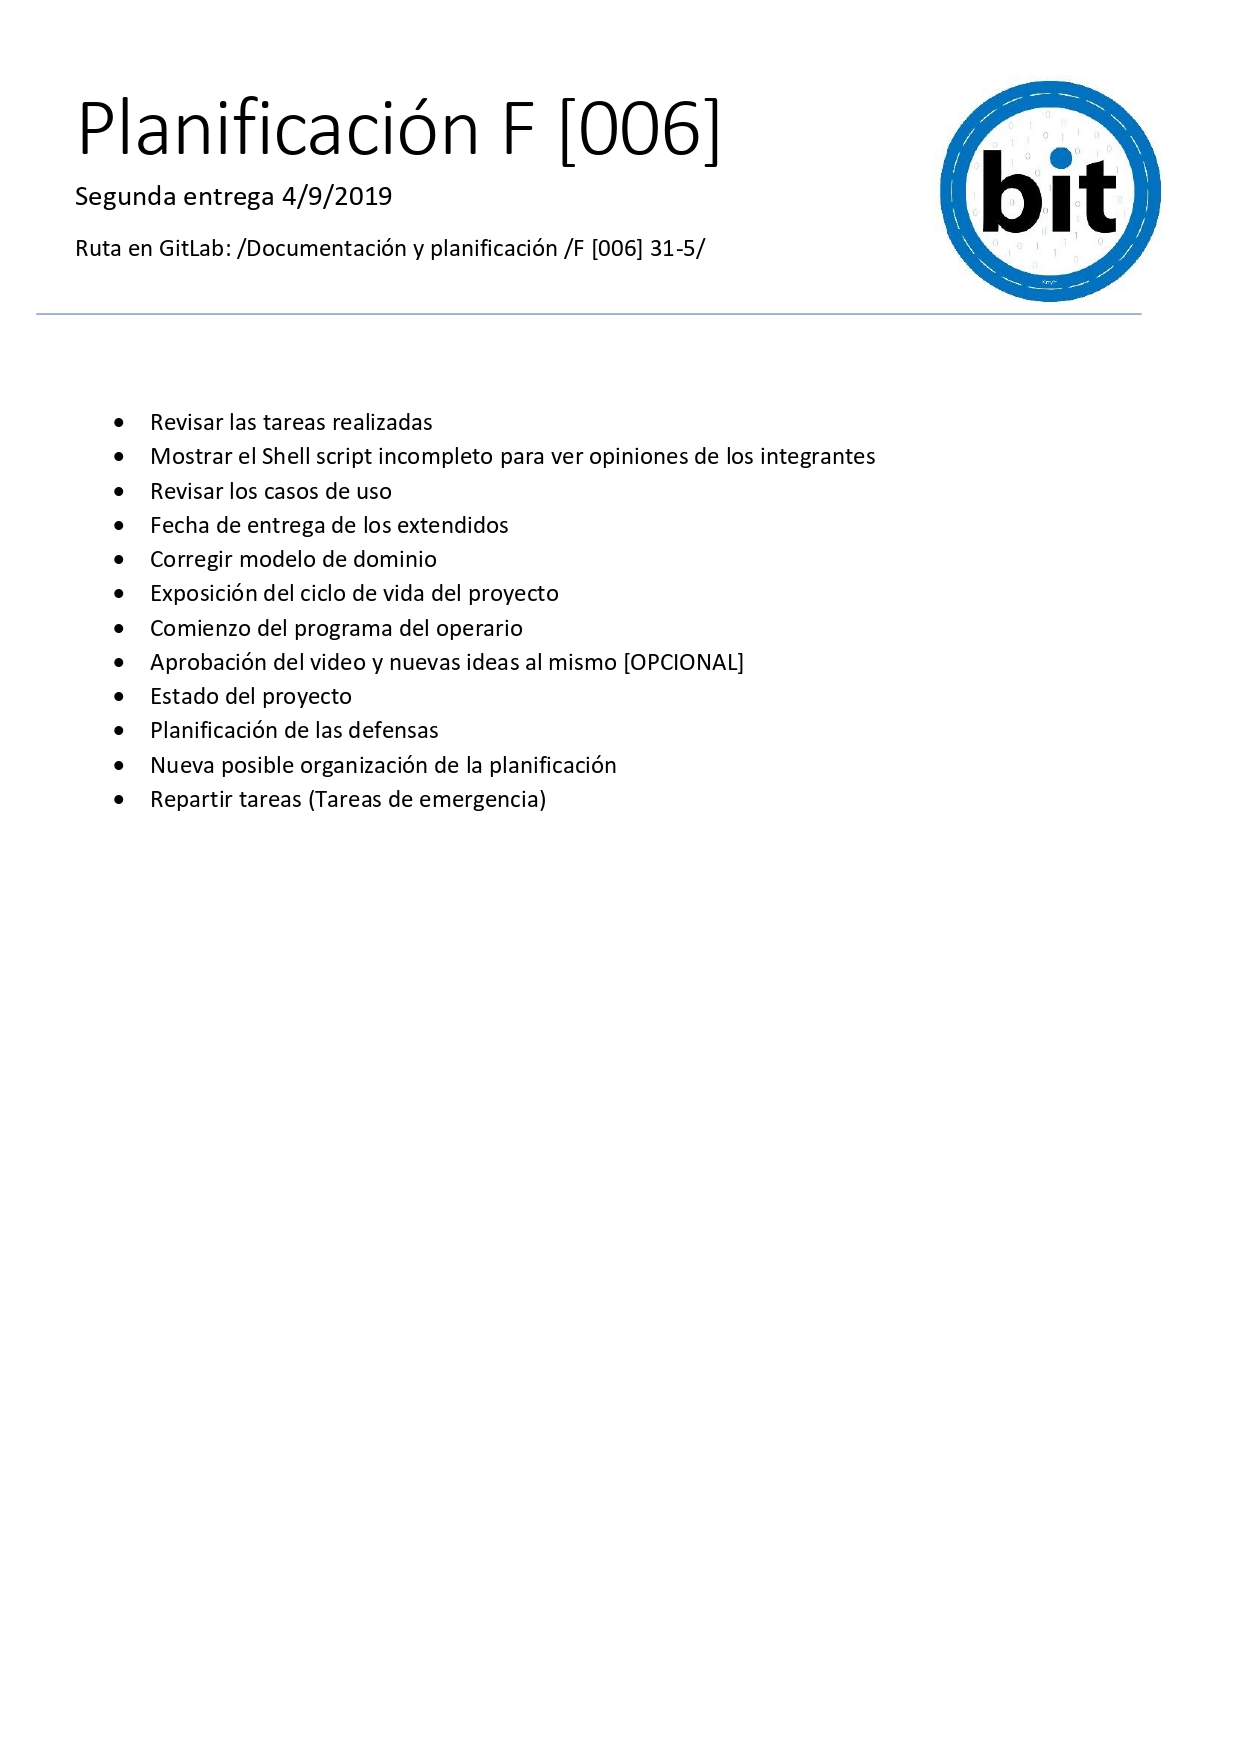 Planificación F [006]
Segunda entrega 4/9/2019
Ruta en GitLab: /Documentación y planificación /F [006] 31-5/
bit
• Revisar las tareas realizadas
• Mostrar el Shell script incompleto para ver opiniones de los integrantes
• Revisar los casos de uso
• Fecha de entrega de los extendidos
• Corregir modelo de dominio
• Exposición del ciclo de vida del proyecto
• Comienzo del programa del operario
• Aprobación del video y nuevas ideas al mismo [OPCIONAL]
• Estado del proyecto
• Planificación de las defensas
• Nueva posible organización de la planificación
• Repartir tareas (Tareas de emergencia)